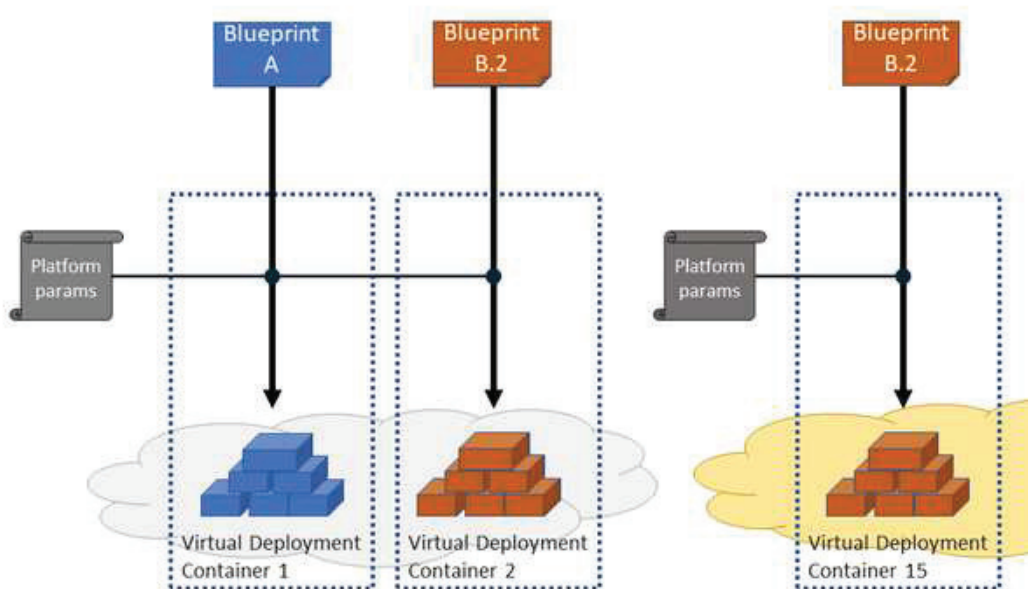 Blueprint
A
Blueprint
B.2
Blueprint
B.2
Platform
params
Platform
params
Virtual Deployment
Container 1
Virtual Deployment
Container 2
Virtual Deployment
Container 15